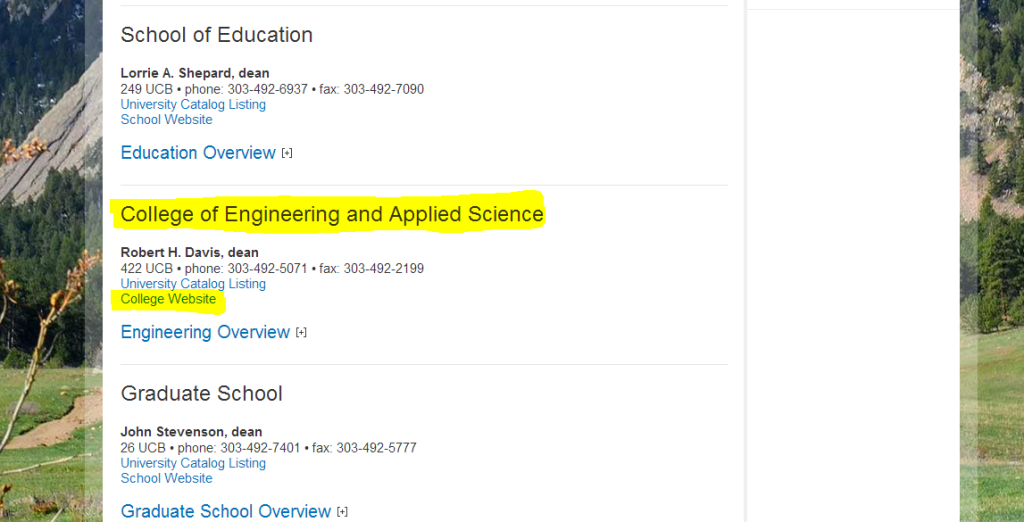 School of Education
Lorrie A. Shepard, dean
249 UCB • phone: 303-492-6937 • fax: 303-492-7090
University Catalog Listing
School Website
Education Overview [+]
College of Engineering and Applied Science
Robert H. Davis, dean
422 UCB • phone: 303-492-5071 • fax: 303-492-2199
University Catalog Listing
College Website
Engineering Overview [+]
Graduate School
John Stevenson, dean
26 UCB • phone: 303-492-7401 • fax: 303-492-5777
University Catalog Listing
School Website
Graduate School Overview [+]